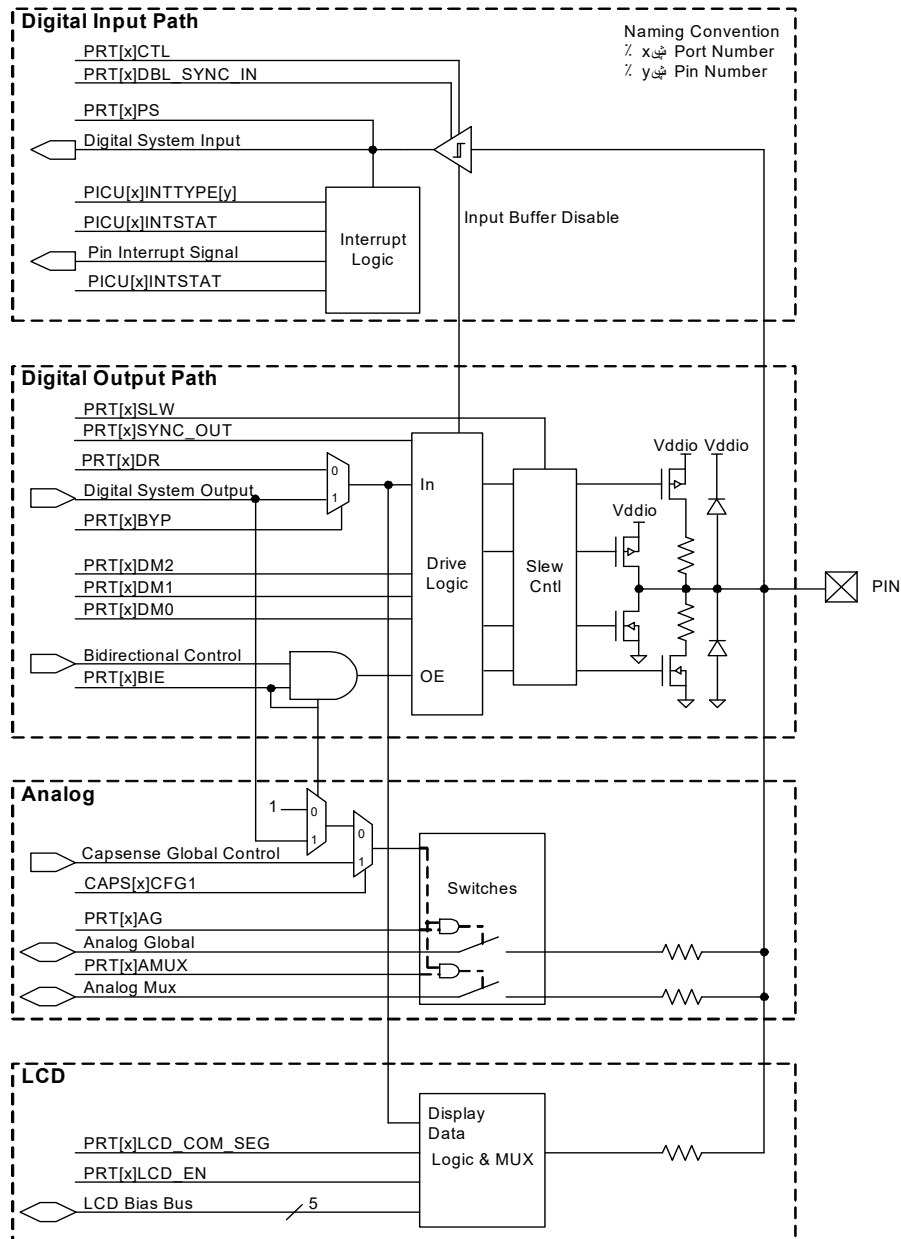 Digital Input Path
Naming Convention
x Port Number
y Pin Number
PRT[x]CTL
PRT[x]DBL_SYNC_IN
PRT[x]PS
Digital System Input
PICU[x]INTTYPE[y]
PICU[x]INTSTAT
Pin Interrupt Signal
PICU[x]INTSTAT
Interrupt
Logic
Input Buffer Disable
Digital Output Path
PRT[x]SLW
PRT[x]SYNC_OUT
PRT[x]DR
Digital System Output
PRT[x]BYP
0
1
PRT[x]DM2
PRT[x]DM1
PRT[x]DM0
Bidirectional Control
PRT[x]BIE
In
Drive
Logic
OE
Slew
Cntl
Vddio Vddio
Vddio
PIN
Analog
1
0
1
0
1
Capsense Global Control
CAPS[x]CFG1
PRT[x]AG
Analog Global
PRT[x]AMUX
Analog Mux
Switches
LCD
PRT[x]LCD_COM_SEG
PRT[x]LCD_EN
LCD Bias Bus
5
Display
Data
Logic & MUX